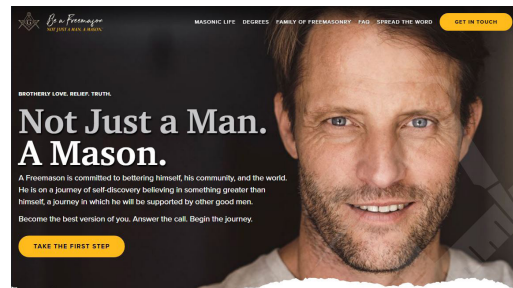 Be a Freemason
NOT JUST A MAN. A MASON.
MASONIC LIFE DEGREES FAMILY OF FREEMASONRY FAQ SPREAD THE WORD GET IN TOUCH
BROTHERLY LOVE. RELIEF. TRUTH.
Not Just a Man.
A Mason.
A Freemason is committed to bettering himself, his community, and the world.
He is on a journey of self-discovery believing in something greater than
himself, a journey in which he will be supported by other good men.
Become the best version of you. Answer the call. Begin the journey.
TAKE THE FIRST STEP